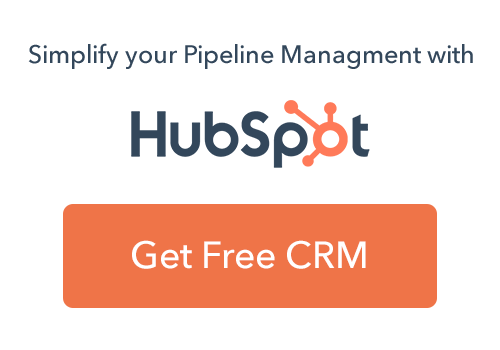 Simplify your Pipeline Managment with
HubSpot
Get Free CRM